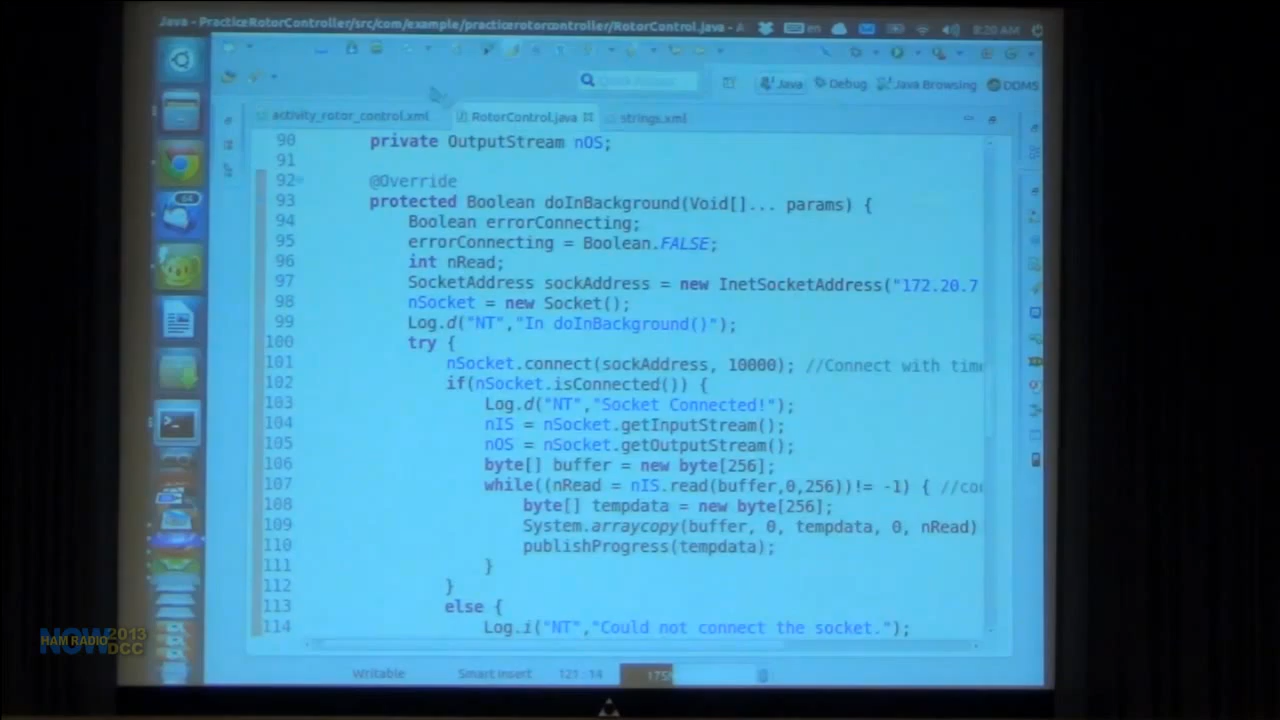 Java - PracticeRotorController/src/com/example/practicerotorcontroller/RotorControl.java - A en 8:20 AM
Java Debug Java Browsing DDMS
activity_rotor_control.xml RotorControl.java strings.xml
90 private OutputStream nOS;
91
92 @Override
93 protected Boolean doInBackground(Void[]... params) {
94 Boolean errorConnecting;
95 errorConnecting = Boolean.FALSE;
96 int nRead;
97 SocketAddress sockAddress = new InetSocketAddress("172.20.7
98 nSocket = new Socket();
99 Log.d("NT","In doInBackground()");
100 try {
101 nSocket.connect(sockAddress, 10000); //Connect with time
102 if(nSocket.isConnected()) {
103 Log.d("NT","Socket Connected!");
104 nIS = nSocket.getInputStream();
105 nOS = nSocket.getOutputStream();
106 byte[] buffer = new byte[256];
107 while((nRead = nIS.read(buffer,0,256))!= -1) { //co
108 byte[] tempdata = new byte[256];
109 System.arraycopy(buffer, 0, tempdata, 0, nRead)
110 publishProgress(tempdata);
111 }
112 }
113 else {
114 Log.i("NT","Could not connect the socket.");
Writable Smart Insert 121 : 14
HAM RADIO NOW 2013 DCC